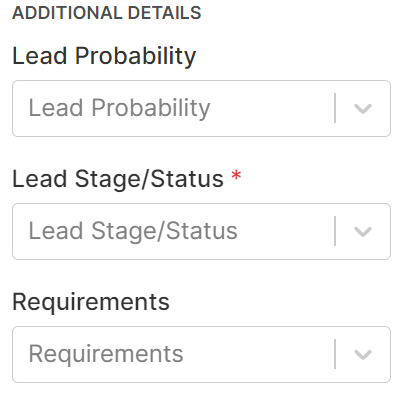 ADDITIONAL DETAILS
Lead Probability
Lead Probability
Lead Stage/Status *
Lead Stage/Status
Requirements
Requirements